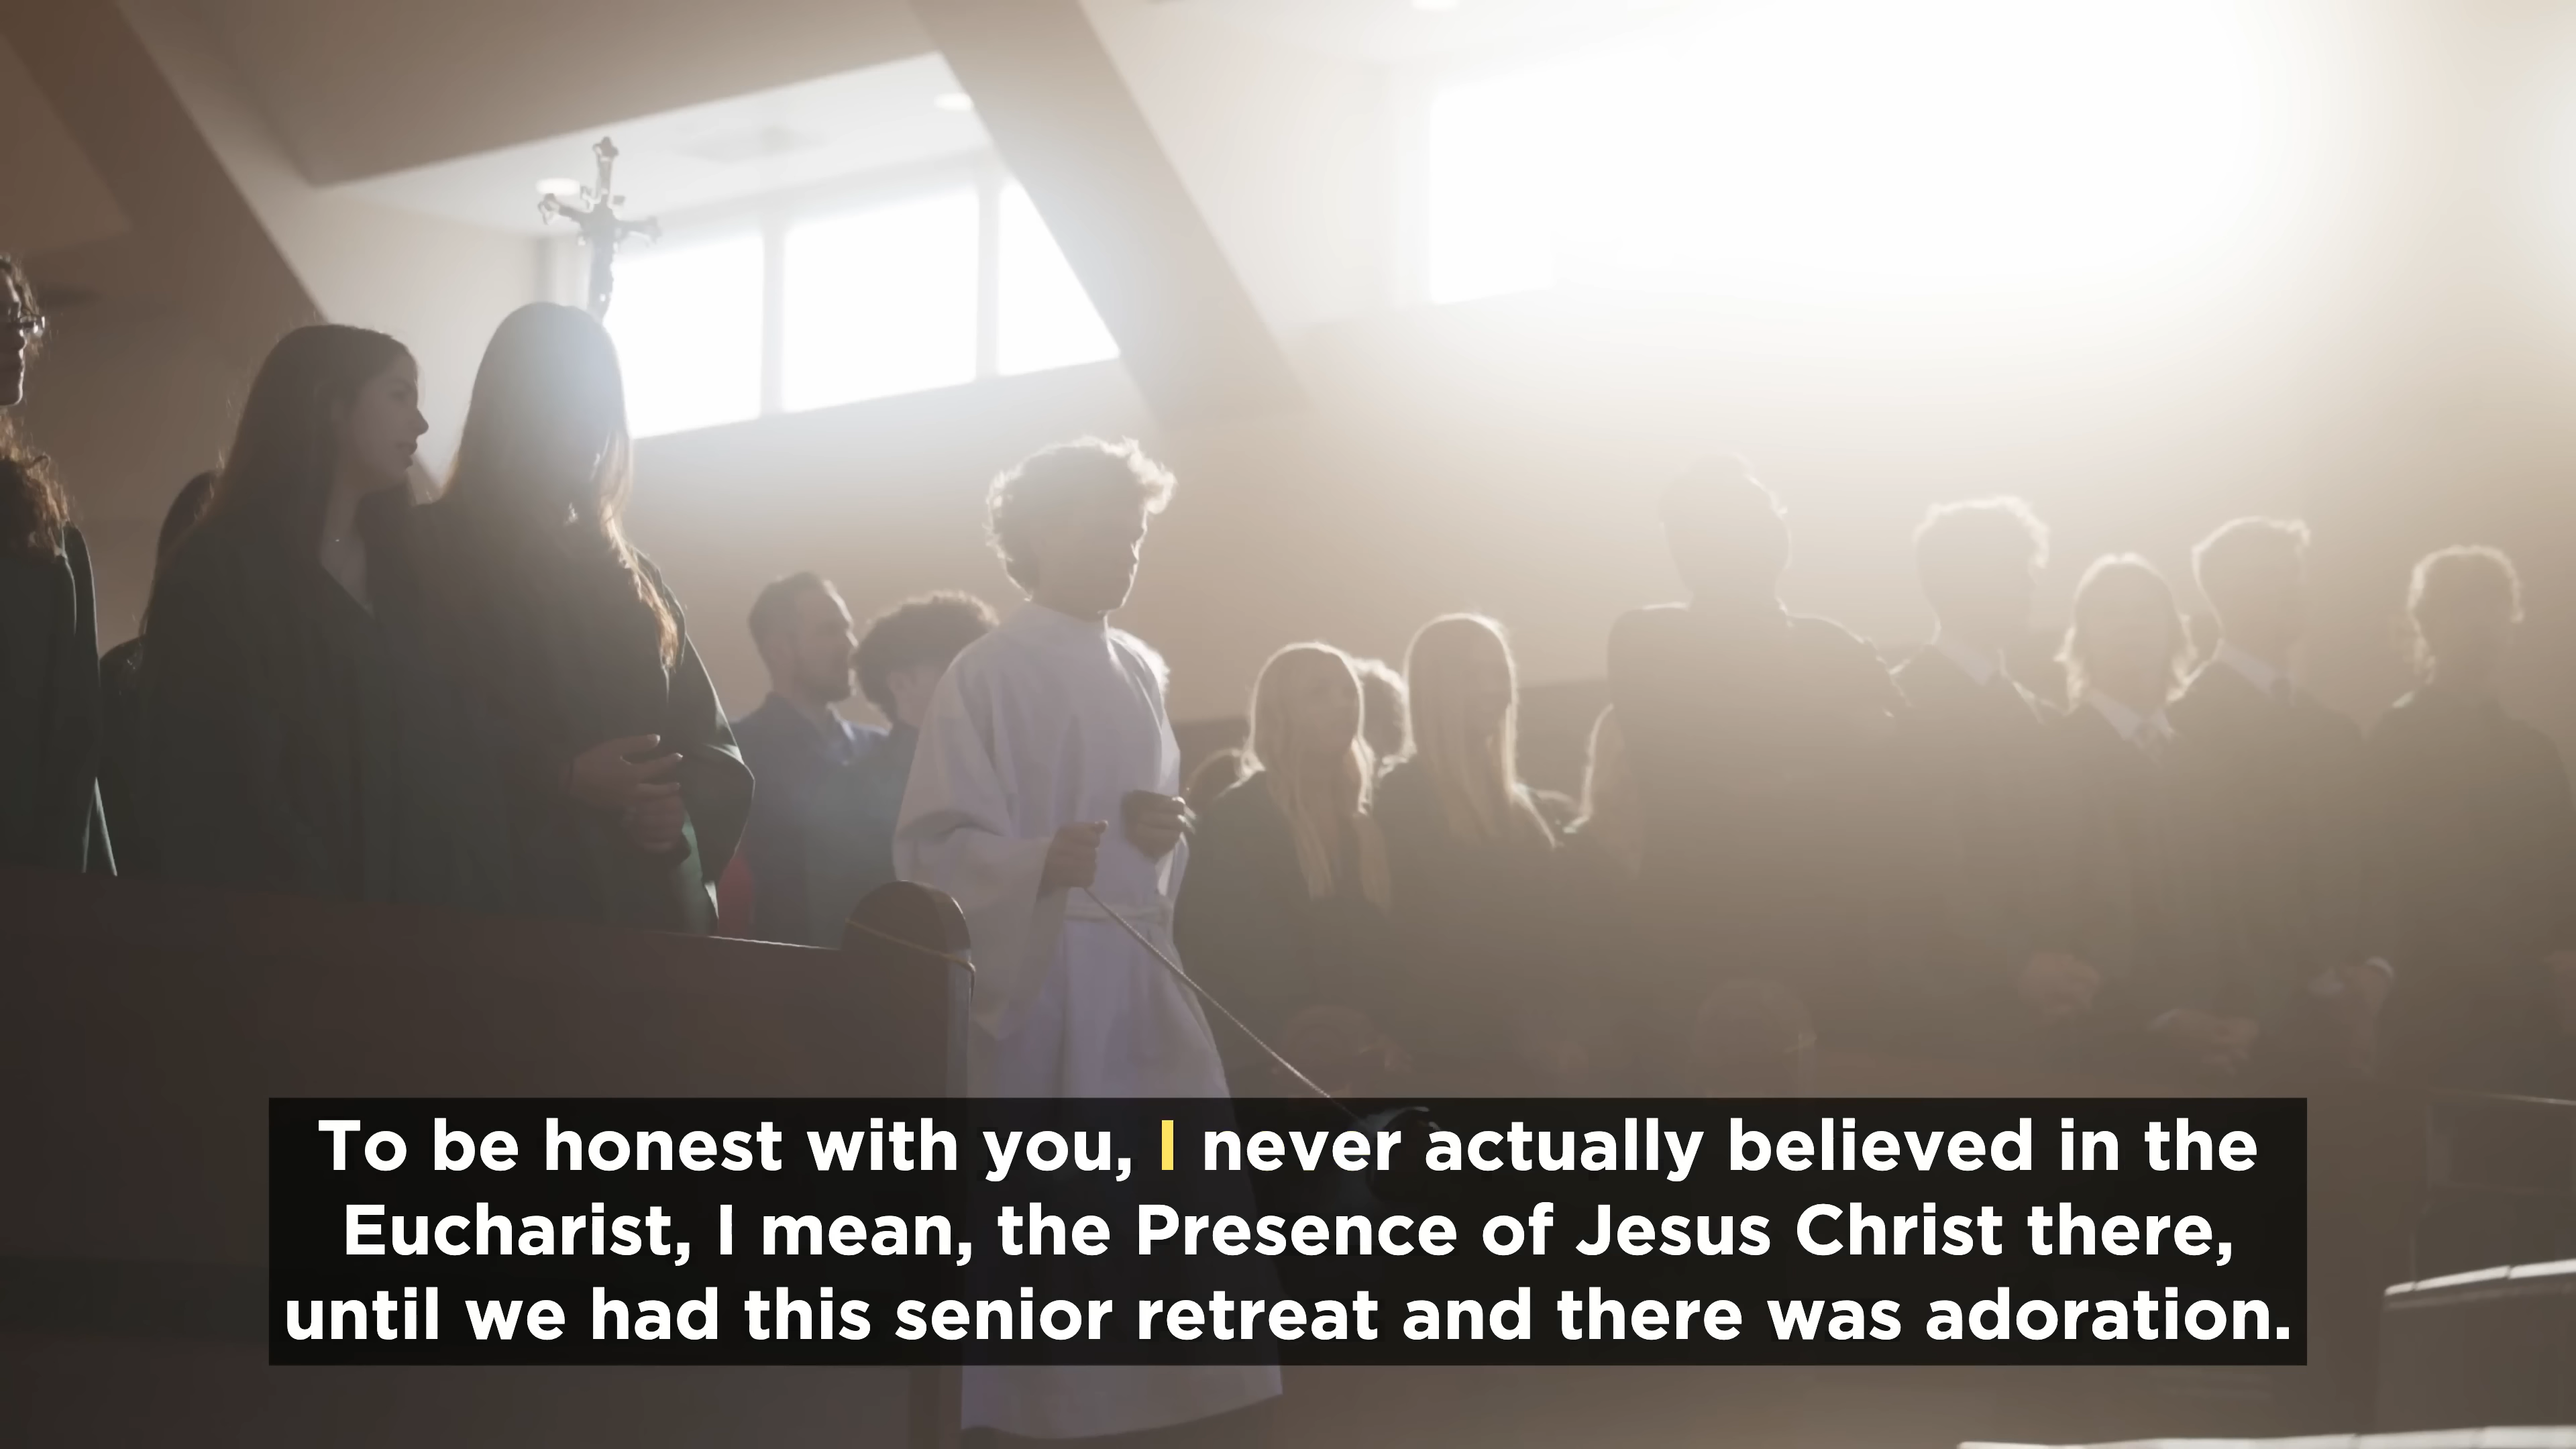 To be honest with you, I never actually believed in the
Eucharist, I mean, the Presence of Jesus Christ there,
until we had this senior retreat and there was adoration.